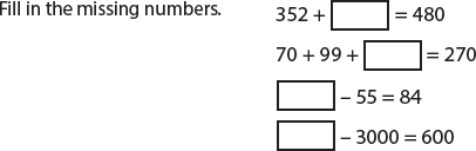 Fill in the missing numbers.
352 + = 480
70 + 99 + = 270
– 55 = 84
– 3000 = 600